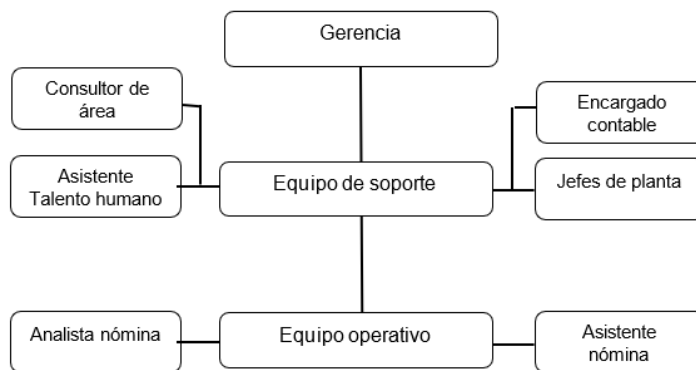 Gerencia
Consultor de
área
Encargado
contable
Asistente
Talento humano
Equipo de soporte
Jefes de planta
Analista nómina
Equipo operativo
Asistente
nómina